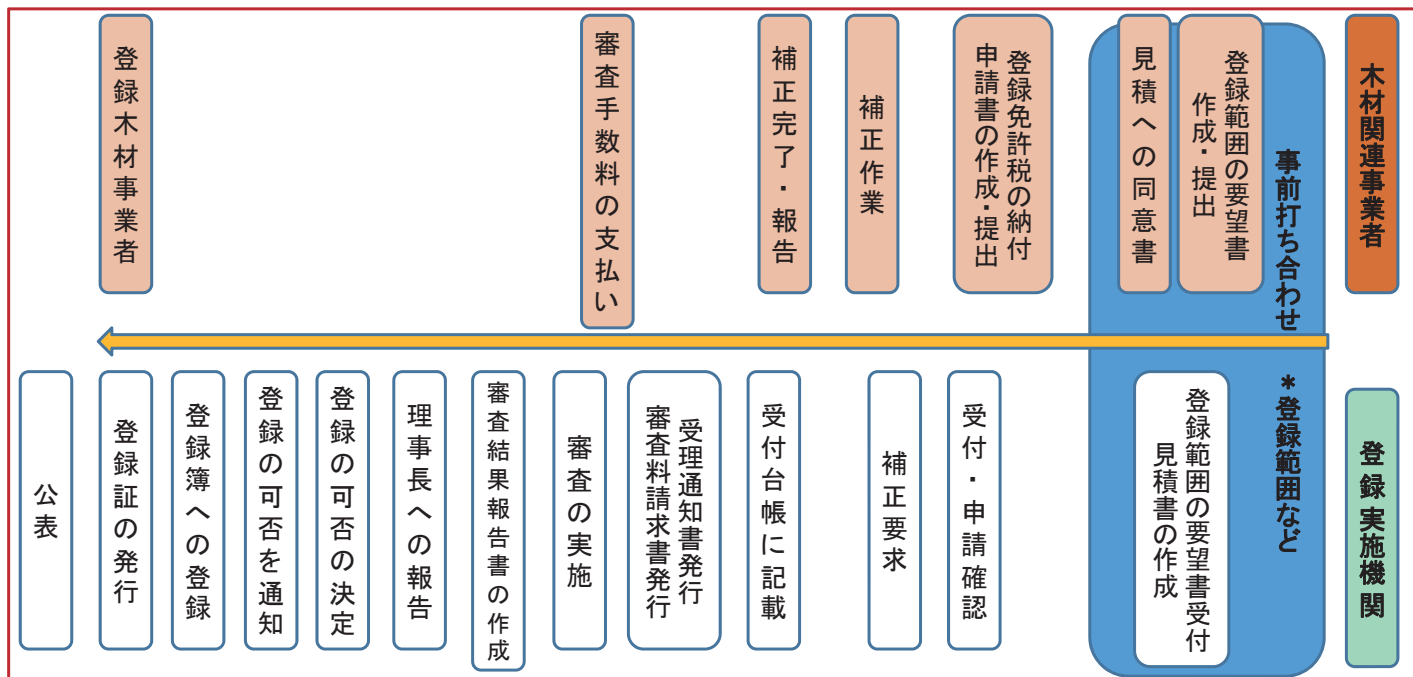 木材関連事業者
登録実施機関
事前打ち合わせ *登録範囲など
登録範囲の要望書
作成・提出
見積への同意書
登録範囲の要望書受付
見積書の作成
登録免許税の納付
申請書の作成・提出
受付・申請確認
補正要求
補正作業
補正完了・報告
受付台帳に記載
受理通知書発行
審査料請求書発行
審査手数料の支払い
審査の実施
審査結果報告書の作成
理事長への報告
登録の可否の決定
登録の可否を通知
登録簿への登録
登録証の発行
登録木材事業者
公表